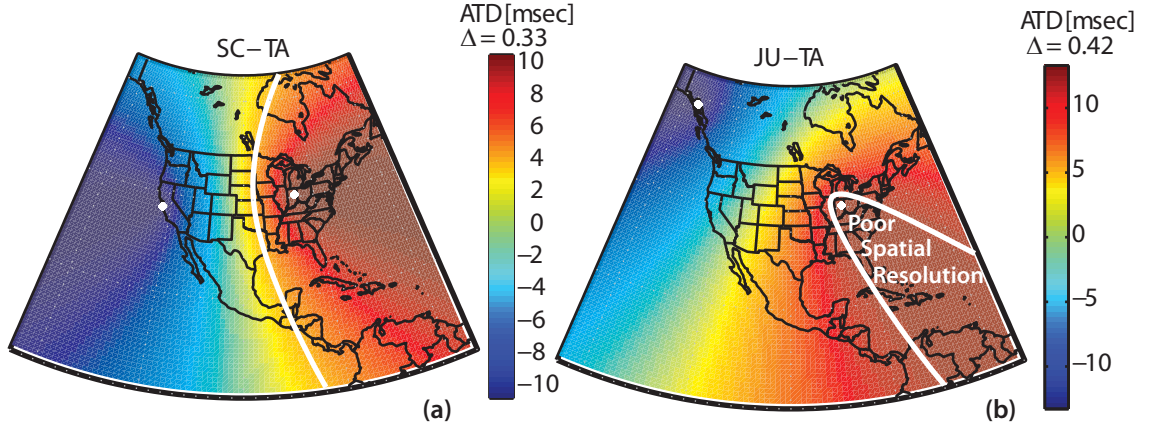 SC–TA
ATD [msec]
Δ = 0.33
10
8
6
4
2
0
−2
−4
−6
−8
−10
(a)
JU–TA
ATD [msec]
Δ = 0.42
10
5
0
−5
−10
Poor
Spatial
Resolution
(b)